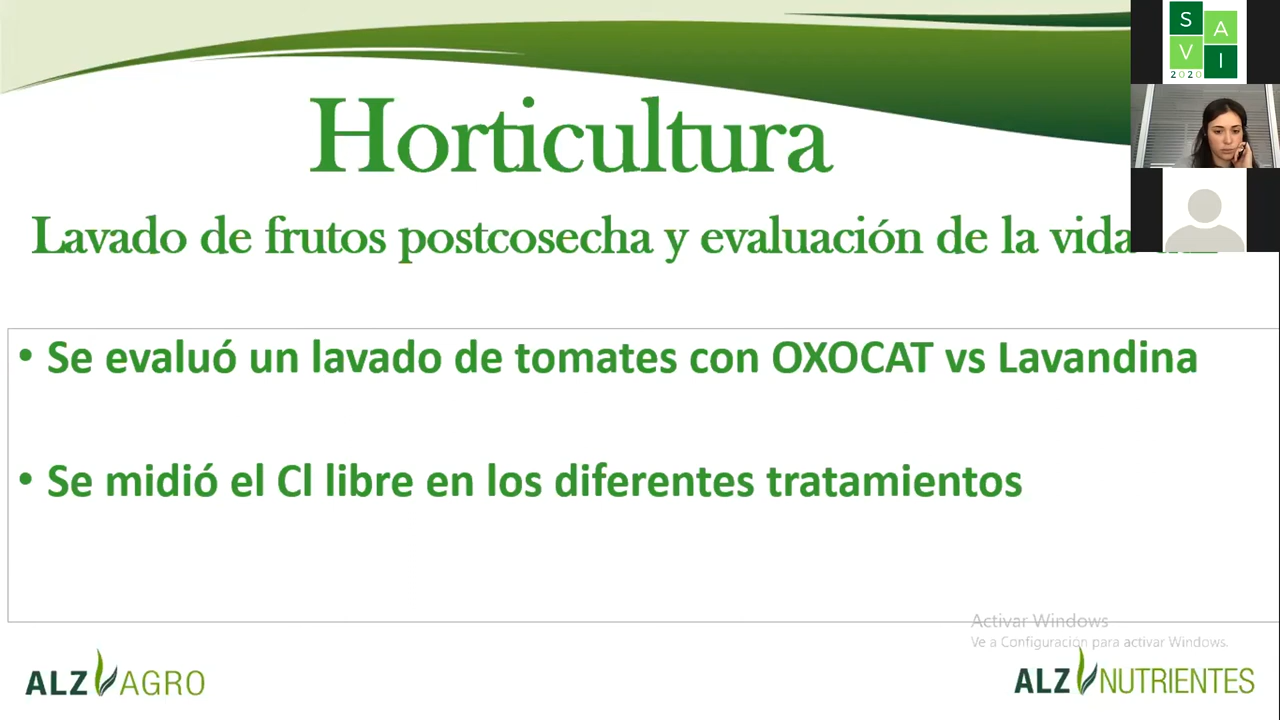 S A
V I
2020
Horticultura
Lavado de frutos postcosecha y evaluación de la vida
• Se evaluó un lavado de tomates con OXOCAT vs Lavandina
• Se midió el Cl libre en los diferentes tratamientos
Activar Windows
Ve a Configuración para activar Windows.
ALZ AGRO
ALZ NUTRIENTES